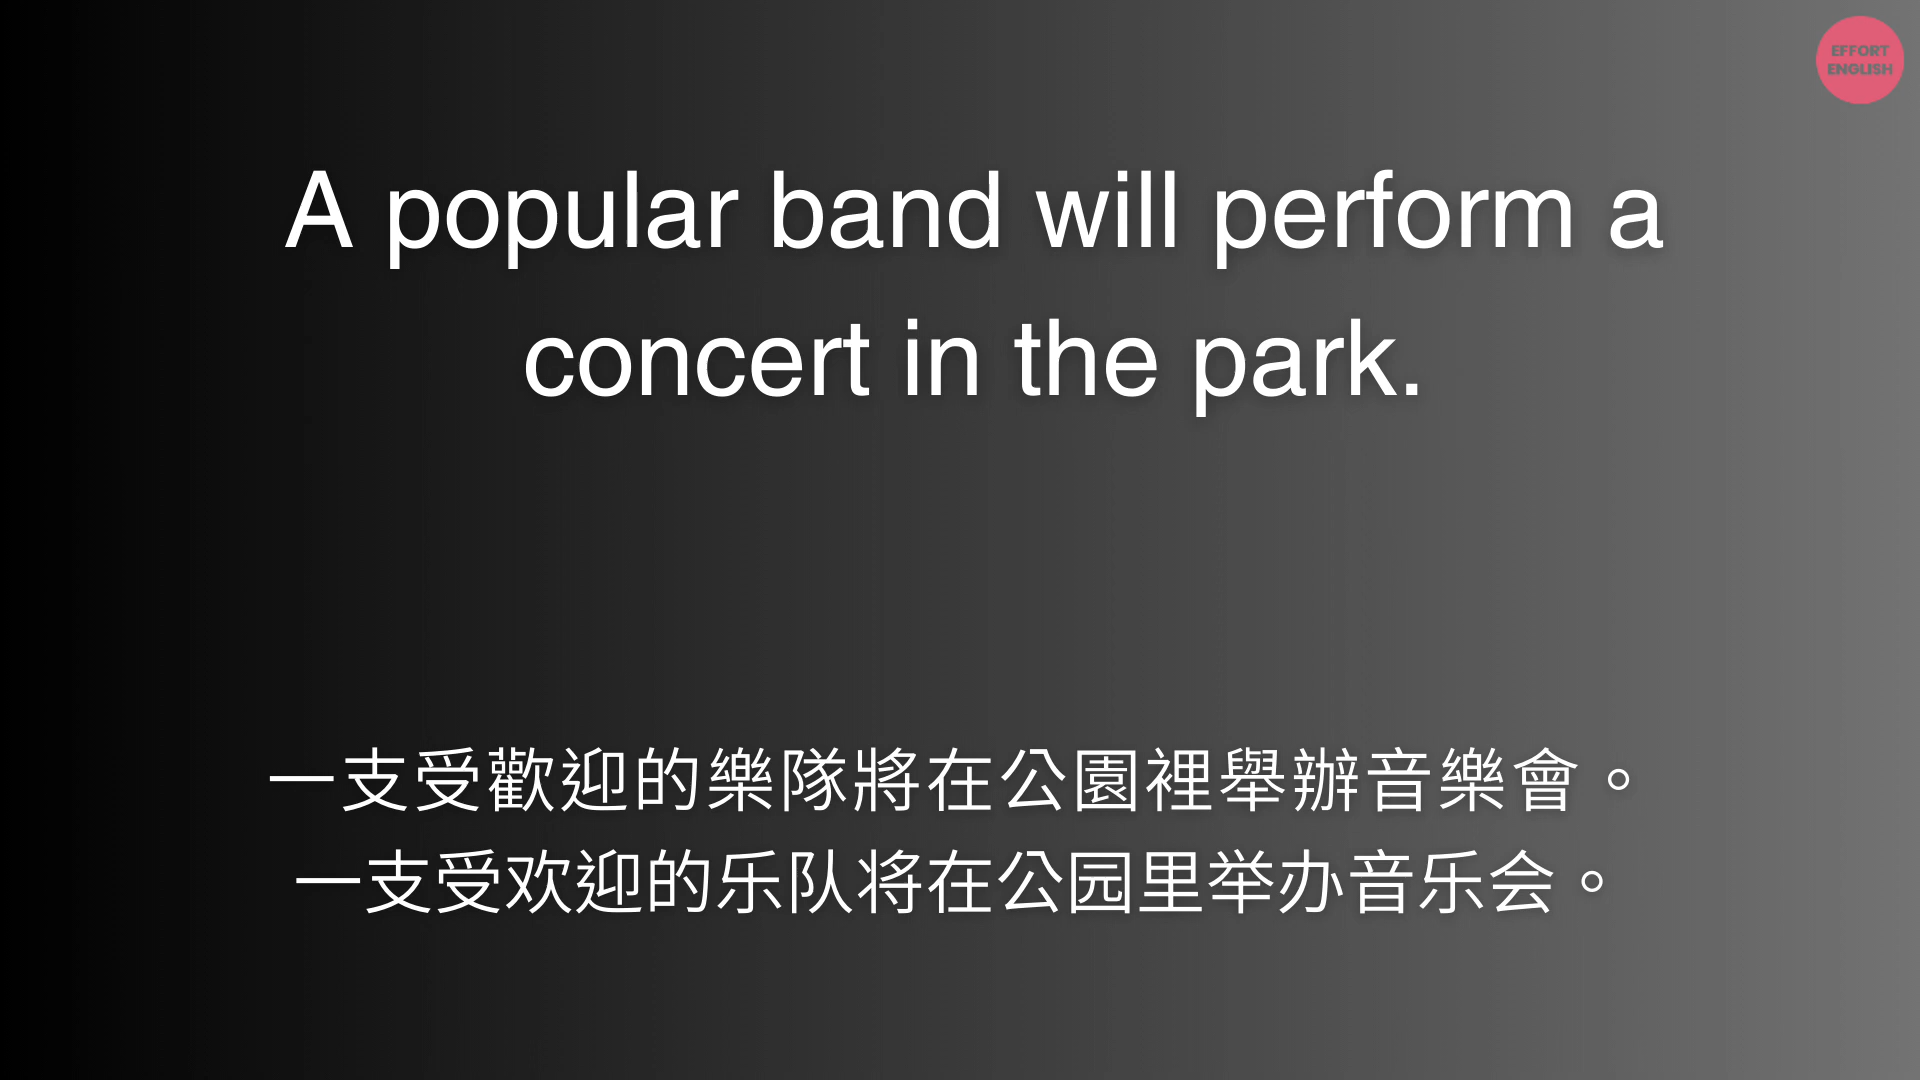 EFFORT
ENGLISH
A popular band will perform a
concert in the park.
一支受歡迎的樂隊將在公園裡舉辦音樂會。
一支受欢迎的乐队将在公园里举办音乐会。